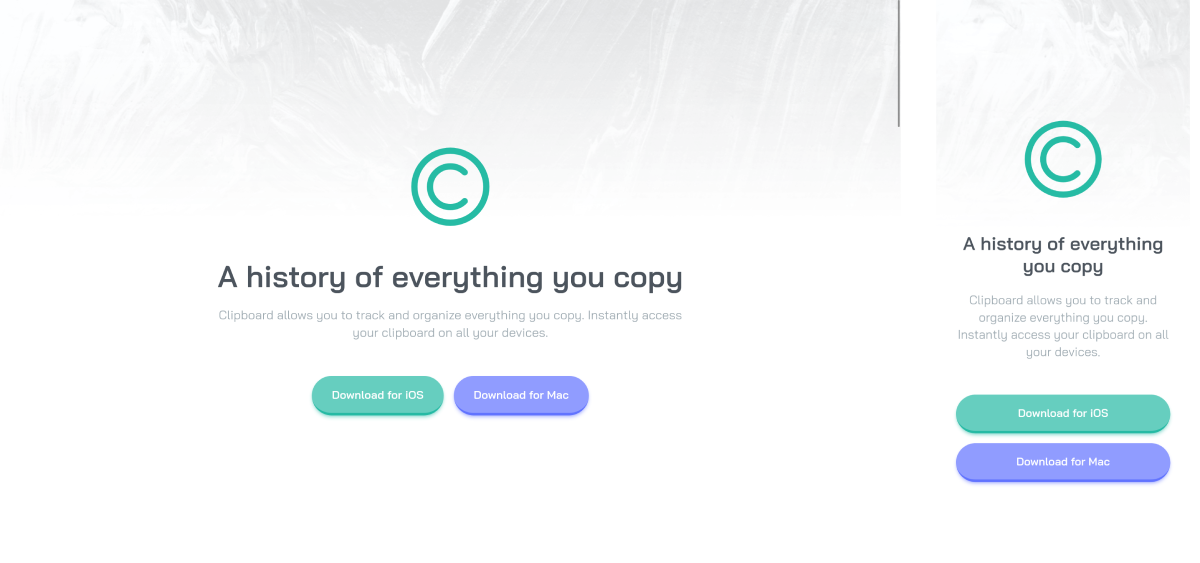 A history of everything you copy
Clipboard allows you to track and organize everything you copy. Instantly access
your clipboard on all your devices.
Download for iOS
Download for Mac
A history of everything
you copy
Clipboard allows you to track and
organize everything you copy.
Instantly access your clipboard on all
your devices.
Download for iOS
Download for Mac